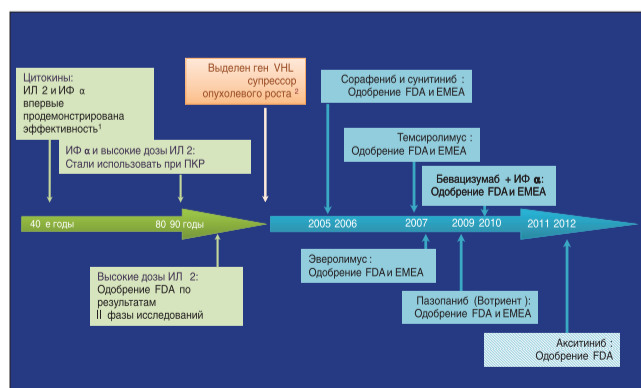 Цитокины:
ИЛ 2 и ИФ α
впервые
продемонстрирована
эффективность¹
ИФ α и высокие дозы ИЛ 2:
Стали использовать при ПКР
Выделен ген VHL
супрессор
опухолевого роста ²
Сорафениб и сунитиниб :
Одобрение FDA и EMEA
Темсиролимус :
Одобрение FDA и EMEA
Бевацизумаб + ИФ α:
Одобрение FDA и EMEA
40 е годы
80 90 годы
2005 2006
2007
2009
2010
2011 2012
Эверолимус :
Одобрение FDA и EMEA
Высокие дозы ИЛ 2:
Одобрение FDA по
результатам
II фазы исследований
Пазопаниб (Вотриент ):
Одобрение FDA и EMEA
Акситиниб :
Одобрение FDA